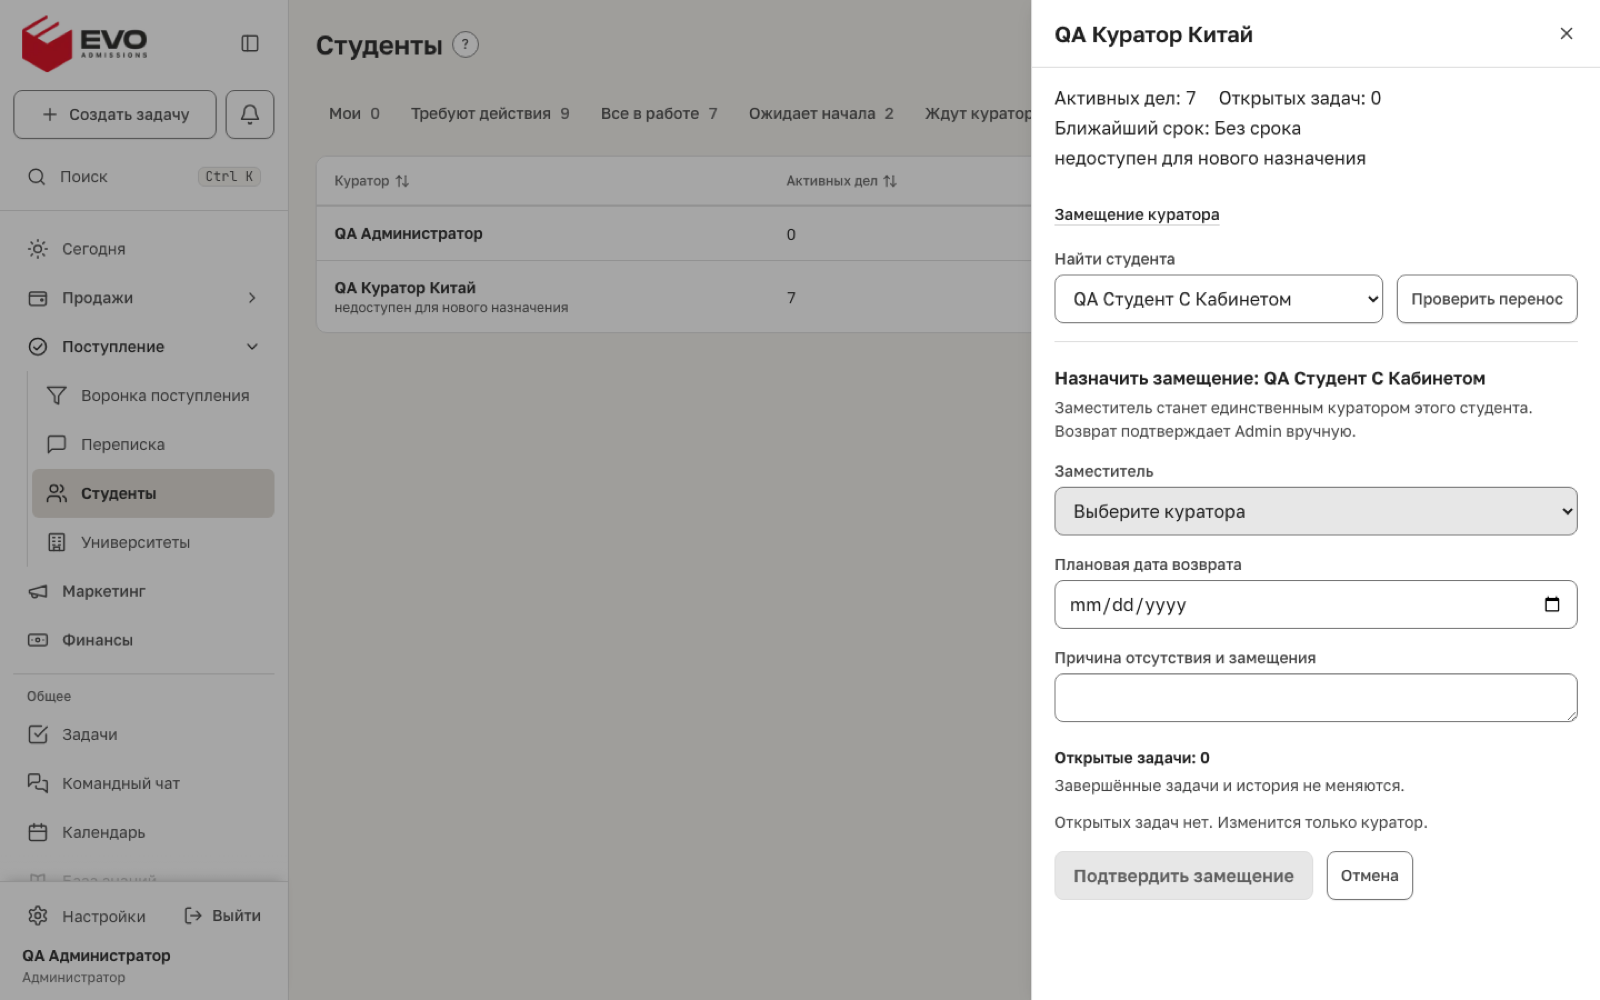 EVO
ADMISSIONS
Создать задачу
Поиск
Ctrl K
Сегодня
Продажи
Поступление
Воронка поступления
Переписка
Студенты
Университеты
Маркетинг
Финансы
Общее
Задачи
Командный чат
Календарь
База знаний
Настройки
Выйти
QA Администратор
Администратор
Студенты ?
Мои 0 Требуют действия 9 Все в работе 7 Ожидает начала 2 Ждут куратор
Куратор Активных дел
QA Администратор 0
QA Куратор Китай 7
недоступен для нового назначения
QA Куратор Китай
Активных дел: 7 Открытых задач: 0
Ближайший срок: Без срока
недоступен для нового назначения
Замещение куратора
Найти студента
QA Студент С Кабинетом Проверить перенос
Назначить замещение: QA Студент С Кабинетом
Заместитель станет единственным куратором этого студента.
Возврат подтверждает Admin вручную.
Заместитель
Выберите куратора
Плановая дата возврата
mm/dd/yyyy
Причина отсутствия и замещения
Открытые задачи: 0
Завершённые задачи и история не меняются.
Открытых задач нет. Изменится только куратор.
Подтвердить замещение Отмена